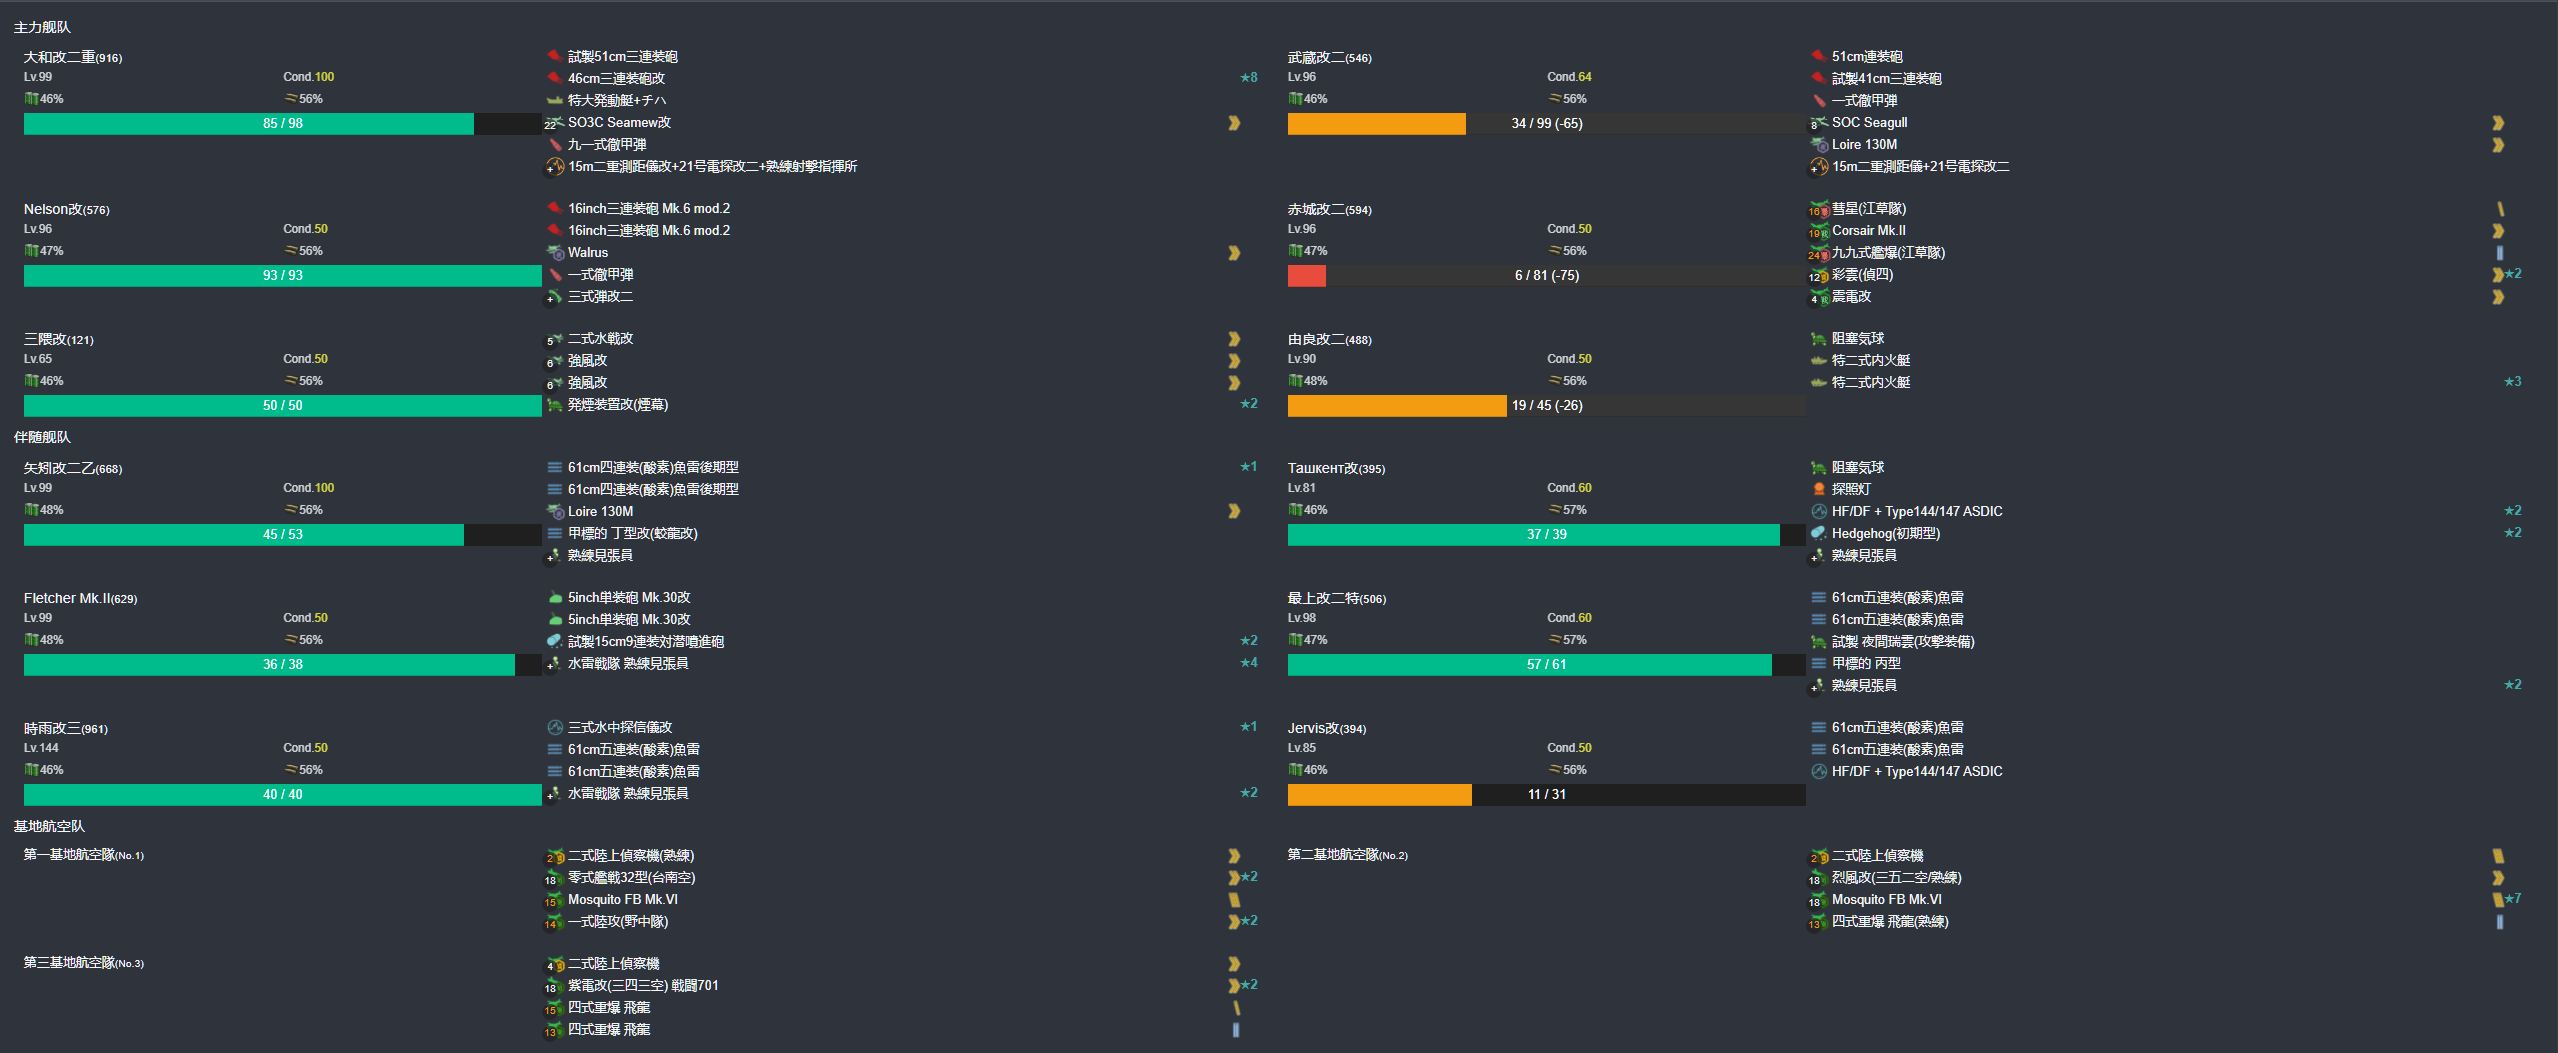 主力舰队
大和改二重(916)
Lv.99 Cond.100
46% 56%
85 / 98
試製51cm三連装砲
46cm三連装砲改 ★8
特大発動艇+チハ
22 SO3C Seamew改
九一式徹甲弾
+ 15m二重測距儀改+21号電探改二+熟練射撃指揮所
武蔵改二(546)
Lv.96 Cond.64
46% 56%
34 / 99 (-65)
51cm連装砲
試製41cm三連装砲
一式徹甲弾
8 SOC Seagull
Loire 130M
+ 15m二重測距儀+21号電探改二
Nelson改(576)
Lv.96 Cond.50
47% 56%
93 / 93
16inch三連装砲 Mk.6 mod.2
16inch三連装砲 Mk.6 mod.2
Walrus
一式徹甲弾
+ 三式弾改二
赤城改二(594)
Lv.96 Cond.50
47% 56%
6 / 81 (-75)
16 彗星(江草隊)
19 Corsair Mk.II
24 九九式艦爆(江草隊)
12 彩雲(偵四) ★2
4 震電改
三隈改(121)
Lv.65 Cond.50
46% 56%
50 / 50
5 二式水戦改
6 強風改
6 強風改
発煙装置改(煙幕) ★2
由良改二(488)
Lv.90 Cond.50
48% 56%
19 / 45 (-26)
阻塞気球
特二式内火艇
特二式内火艇 ★3
伴随舰队
矢矧改二乙(668)
Lv.99 Cond.100
48% 56%
45 / 53
61cm四連装(酸素)魚雷後期型 ★1
61cm四連装(酸素)魚雷後期型
Loire 130M
甲標的 丁型改(蛟龍改)
+ 熟練見張員
Ташкент改(395)
Lv.81 Cond.60
46% 57%
37 / 39
阻塞気球
探照灯
HF/DF + Type144/147 ASDIC ★2
Hedgehog(初期型) ★2
+ 熟練見張員
Fletcher Mk.II(629)
Lv.99 Cond.50
48% 56%
36 / 38
5inch単装砲 Mk.30改
5inch単装砲 Mk.30改
試製15cm9連装対潜噴進砲 ★2
+ 水雷戦隊 熟練見張員 ★4
最上改二特(506)
Lv.98 Cond.60
47% 57%
57 / 61
61cm五連装(酸素)魚雷
61cm五連装(酸素)魚雷
試製 夜間瑞雲(攻撃装備)
甲標的 丙型
+ 熟練見張員 ★2
時雨改三(961)
Lv.144 Cond.50
46% 56%
40 / 40
三式水中探信儀改 ★1
61cm五連装(酸素)魚雷
61cm五連装(酸素)魚雷
+ 水雷戦隊 熟練見張員 ★2
Jervis改(394)
Lv.85 Cond.50
46% 56%
11 / 31
61cm五連装(酸素)魚雷
61cm五連装(酸素)魚雷
HF/DF + Type144/147 ASDIC
基地航空队
第一基地航空隊(No.1)
2 二式陸上偵察機(熟練)
18 零式艦戦32型(台南空) ★2
15 Mosquito FB Mk.VI
14 一式陸攻(野中隊) ★2
第二基地航空隊(No.2)
2 二式陸上偵察機
18 烈風改(三五二空/熟練)
18 Mosquito FB Mk.VI ★7
13 四式重爆 飛龍(熟練)
第三基地航空隊(No.3)
4 二式陸上偵察機
18 紫電改(三四三空) 戦闘701 ★2
15 四式重爆 飛龍
13 四式重爆 飛龍